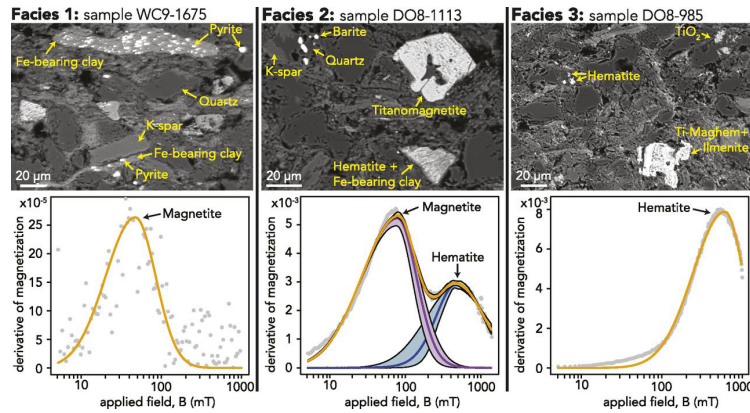 Facies 1: sample WC9-1675
Pyrite
Fe-bearing clay
Quartz
K-spar
Fe-bearing clay
Pyrite
20 µm
Facies 2: sample DO8-1113
Barite
Quartz
K-spar
Titanomagnetite
Hematite +
Fe-bearing clay
20 µm
Facies 3: sample DO8-985
TiO₂
Hematite
Ti-Maghem+
Ilmenite
20 µm
x10⁻⁵
derivative of magnetization
25
20
15
10
5
0
Magnetite
10
100
1000
applied field, B (mT)
x10⁻³
derivative of magnetization
5
4
3
2
1
0
Magnetite
Hematite
10
100
1000
applied field, B (mT)
x10⁻³
derivative of magnetization
8
6
4
2
0
Hematite
10
100
1000
applied field, B (mT)